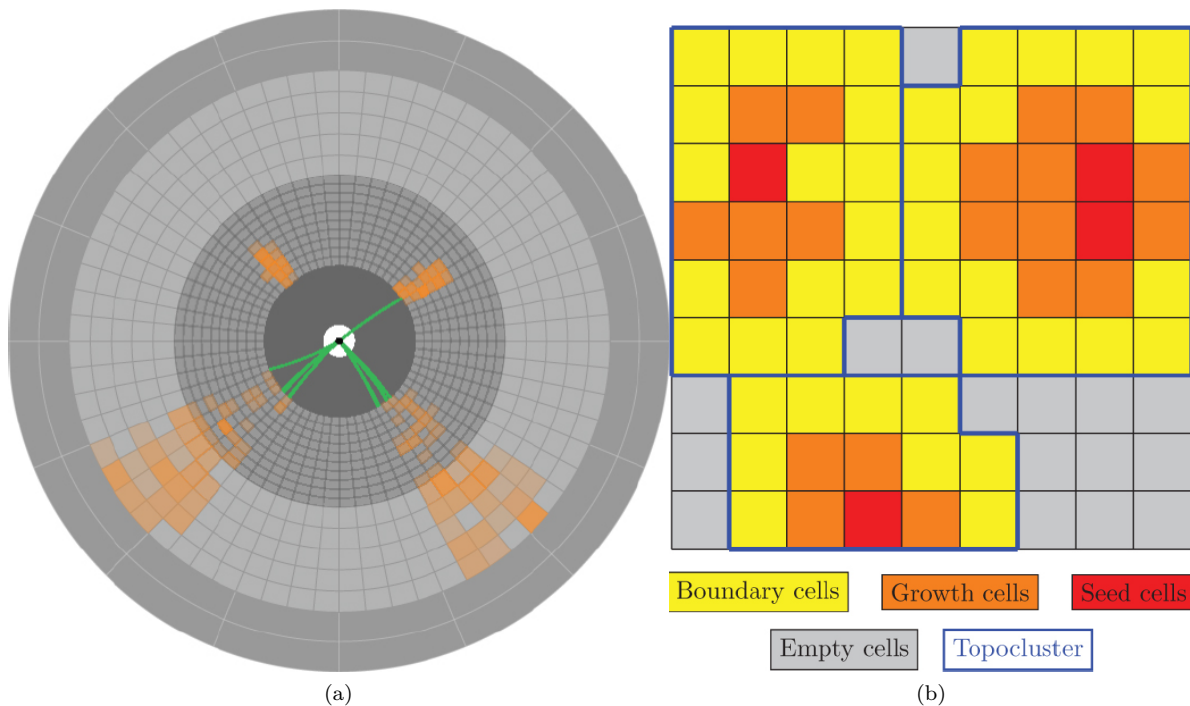 Boundary cells
Growth cells
Seed cells
Empty cells
Topocluster
(a)
(b)